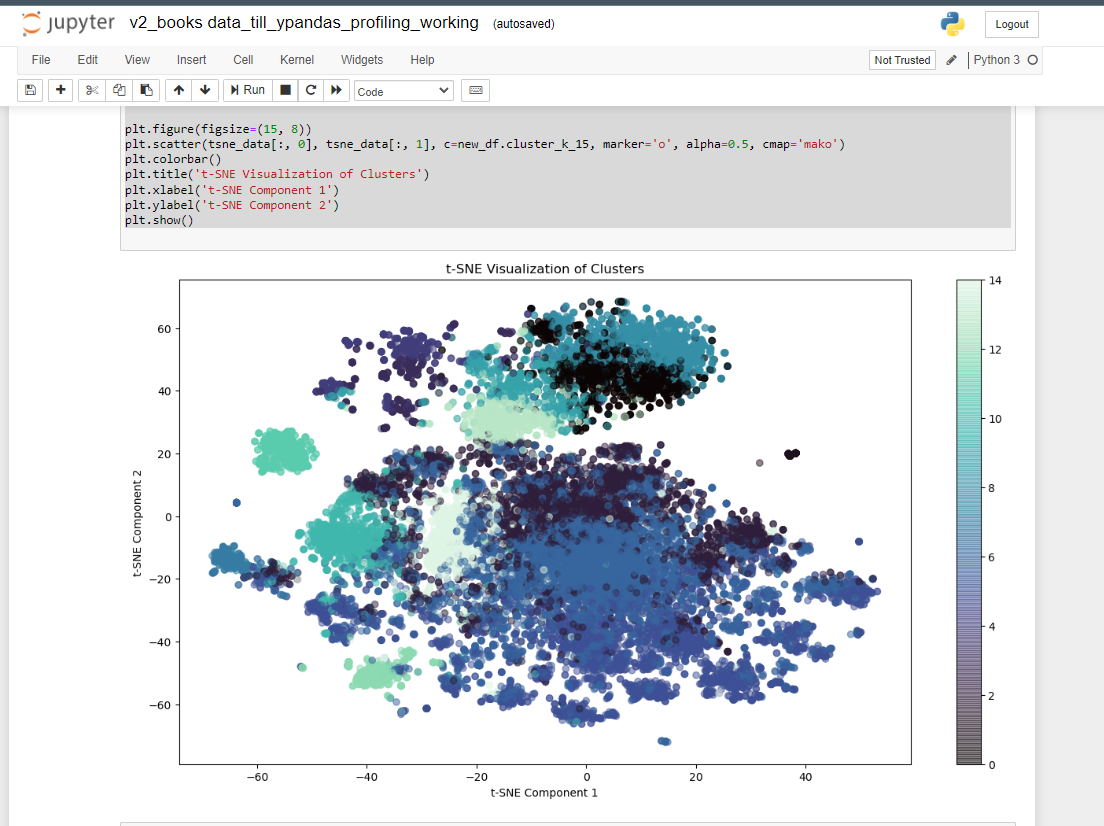 jupyter v2_books data_till_ypandas_profiling_working (autosaved) Logout
File Edit View Insert Cell Kernel Widgets Help Not Trusted Python 3
Run Code
plt.figure(figsize=(15, 8))
plt.scatter(tsne_data[:, 0], tsne_data[:, 1], c=new_df.cluster_k_15, marker='o', alpha=0.5, cmap='mako')
plt.colorbar()
plt.title('t-SNE Visualization of Clusters')
plt.xlabel('t-SNE Component 1')
plt.ylabel('t-SNE Component 2')
plt.show()
t-SNE Visualization of Clusters
t-SNE Component 2
60
40
20
0
−20
−40
−60
−60 −40 −20 0 20 40
t-SNE Component 1
14
12
10
8
6
4
2
0